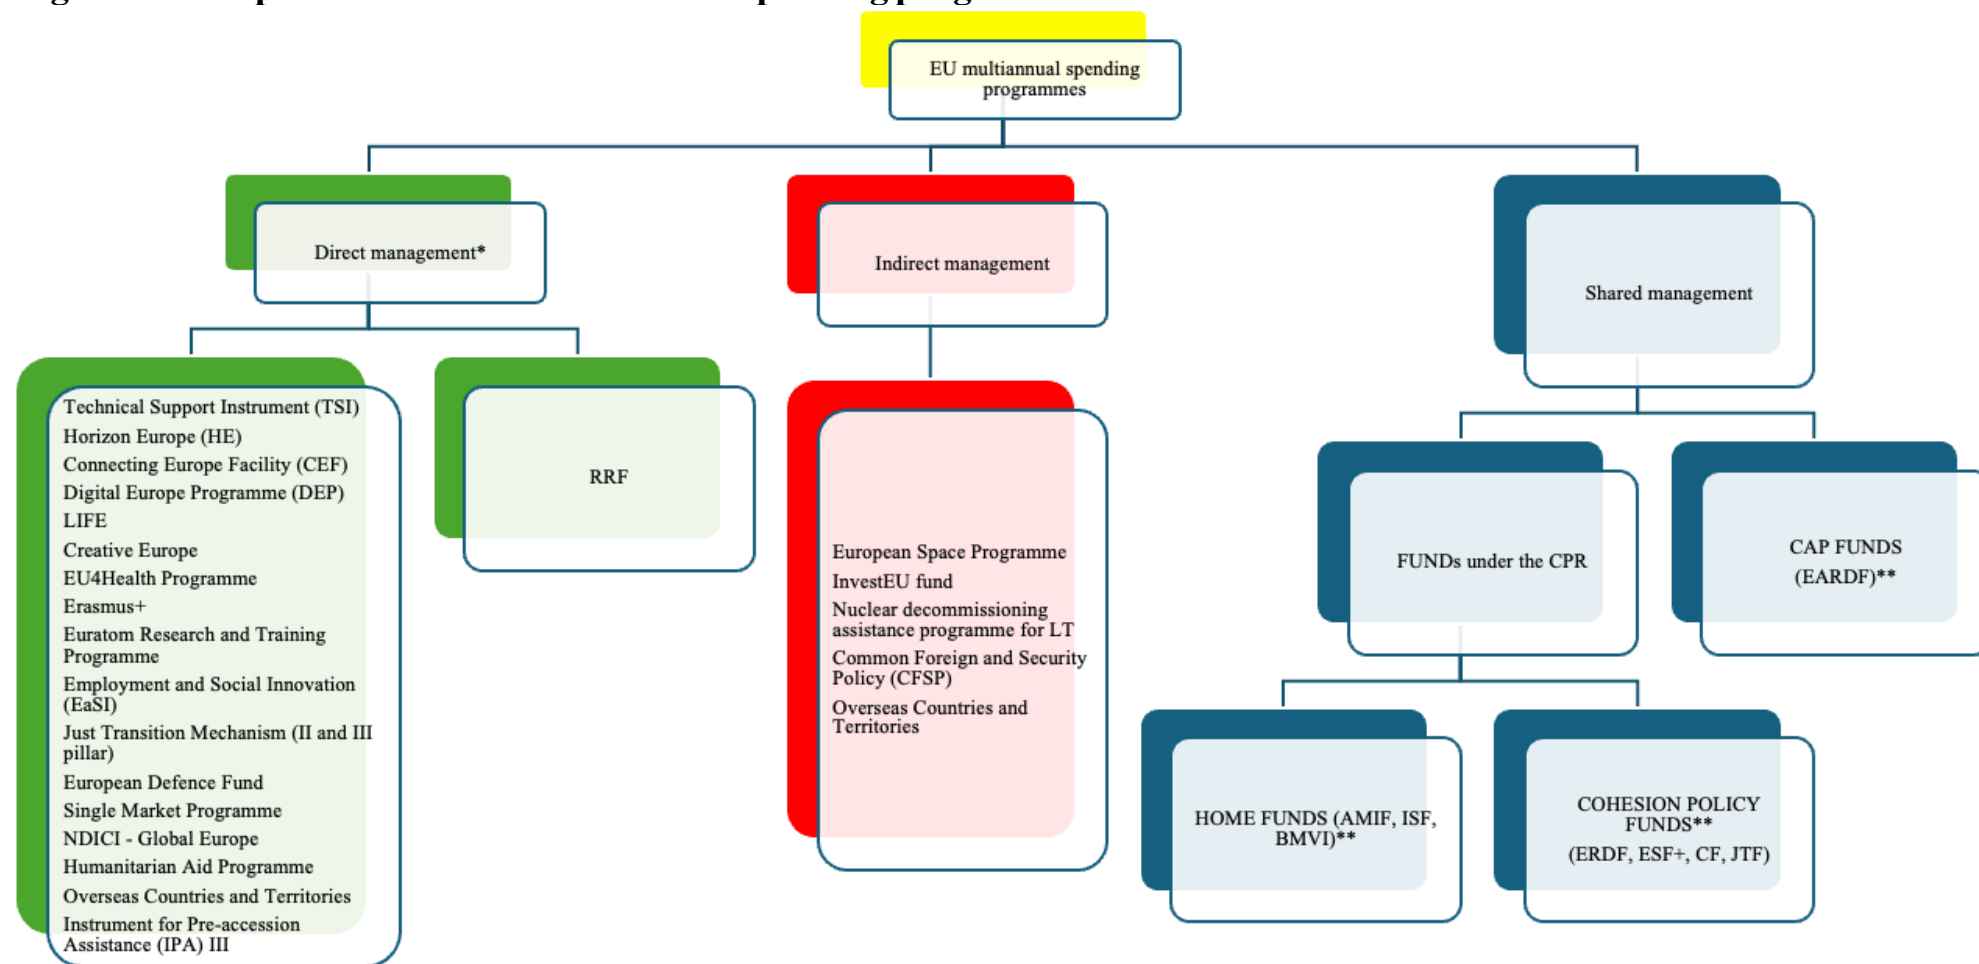 EU multiannual spending
programmes
Direct management*
Indirect management
Shared management
Technical Support Instrument (TSI)
Horizon Europe (HE)
Connecting Europe Facility (CEF)
Digital Europe Programme (DEP)
LIFE
Creative Europe
EU4Health Programme
Erasmus+
Euratom Research and Training
Programme
Employment and Social Innovation
(EaSI)
Just Transition Mechanism (II and III
pillar)
European Defence Fund
Single Market Programme
NDICI - Global Europe
Humanitarian Aid Programme
Overseas Countries and Territories
Instrument for Pre-accession
Assistance (IPA) III
RRF
European Space Programme
InvestEU fund
Nuclear decommissioning
assistance programme for LT
Common Foreign and Security
Policy (CFSP)
Overseas Countries and
Territories
FUNDs under the CPR
CAP FUNDS
(EARDF)**
HOME FUNDS (AMIF, ISF,
BMVI)**
COHESION POLICY
FUNDS**
(ERDF, ESF+, CF, JTF)